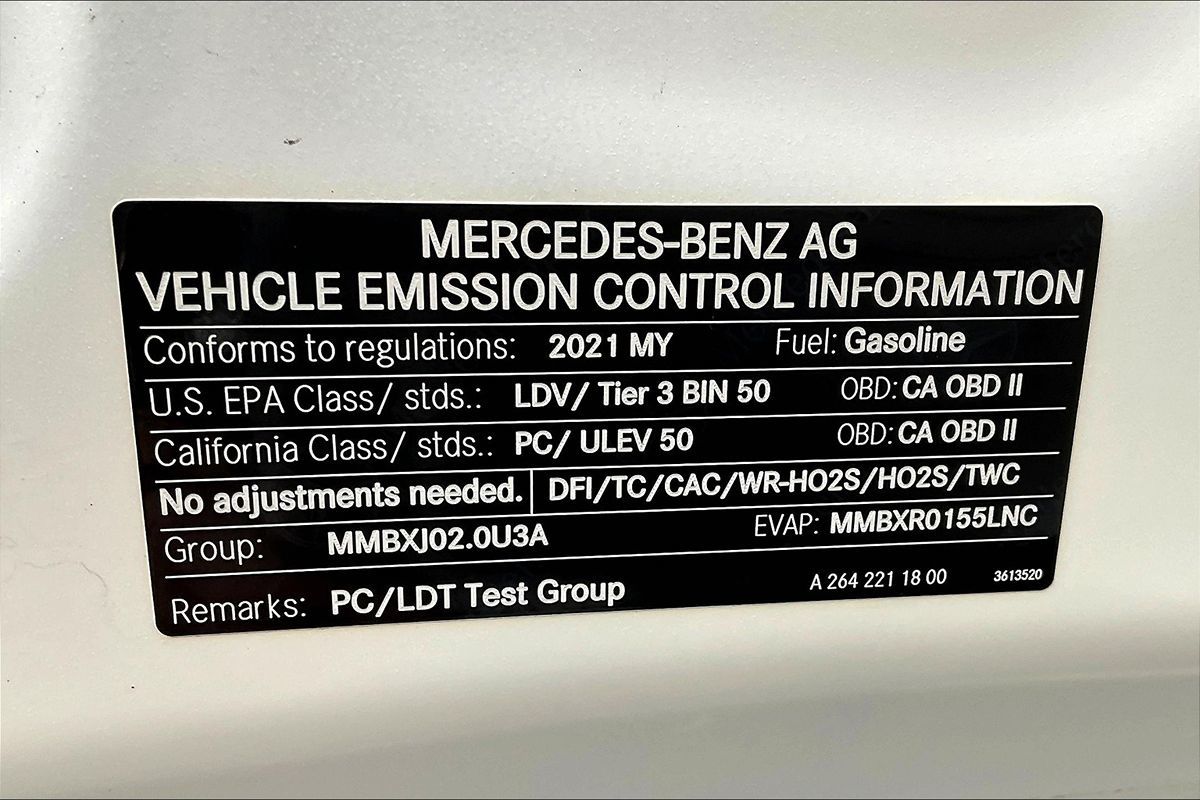 MERCEDES-BENZ AG
VEHICLE EMISSION CONTROL INFORMATION
Conforms to regulations: 2021 MY Fuel: Gasoline
U.S. EPA Class/ stds.: LDV/ Tier 3 BIN 50 OBD: CA OBD II
California Class/ stds.: PC/ ULEV 50 OBD: CA OBD II
No adjustments needed. DFI/TC/CAC/WR-HO2S/HO2S/TWC
Group: MMBXJ02.0U3A EVAP: MMBXR0155LNC
Remarks: PC/LDT Test Group A 264 221 18 00 3613520